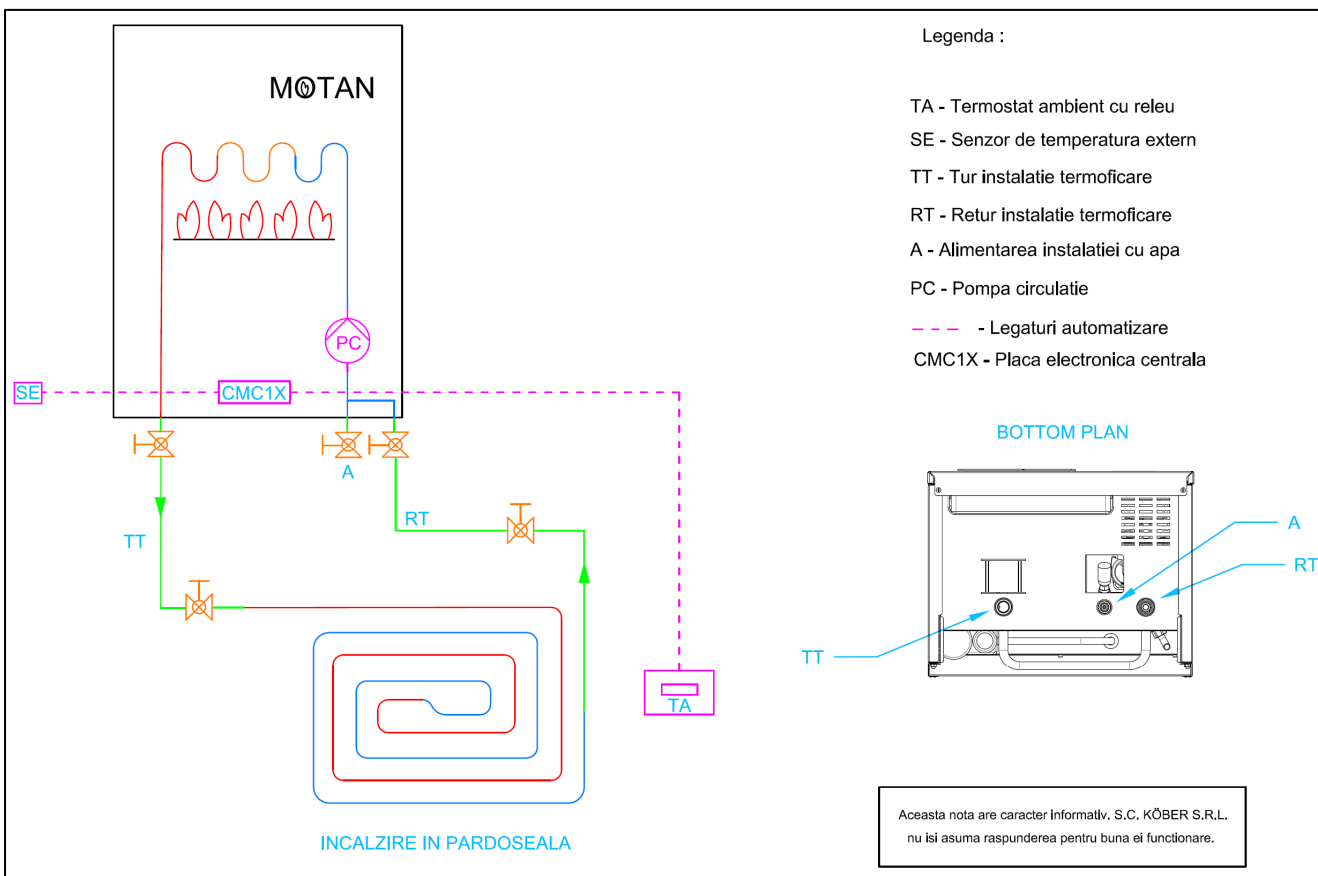 MOTAN
PC
SE
CMC1X
A
TT
RT
TA
INCALZIRE IN PARDOSEALA
Legenda :
TA - Termostat ambient cu releu
SE - Senzor de temperatura extern
TT - Tur instalatie termoficare
RT - Retur instalatie termoficare
A - Alimentarea instalatiei cu apa
PC - Pompa circulatie
- Legaturi automatizare
CMC1X - Placa electronica centrala
BOTTOM PLAN
A
RT
TT
Aceasta nota are caracter informativ. S.C. KÖBER S.R.L.
nu isi asuma raspunderea pentru buna ei functionare.